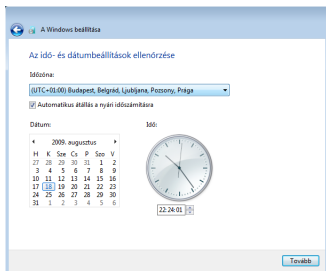 A Windows beállítása
Az idő- és dátumbeállítások ellenőrzése
Időzóna:
(UTC+01:00) Budapest, Belgrád, Ljubljana, Pozsony, Prága
Automatikus átállás a nyári időszámításra
Dátum:
Idő:
2009. augusztus
H K Sze Cs P Szo V
27 28 29 30 31 1 2
3 4 5 6 7 8 9
10 11 12 13 14 15 16
17 18 19 20 21 22 23
24 25 26 27 28 29 30
31 1 2 3 4 5 6
22:24:01
Tovább